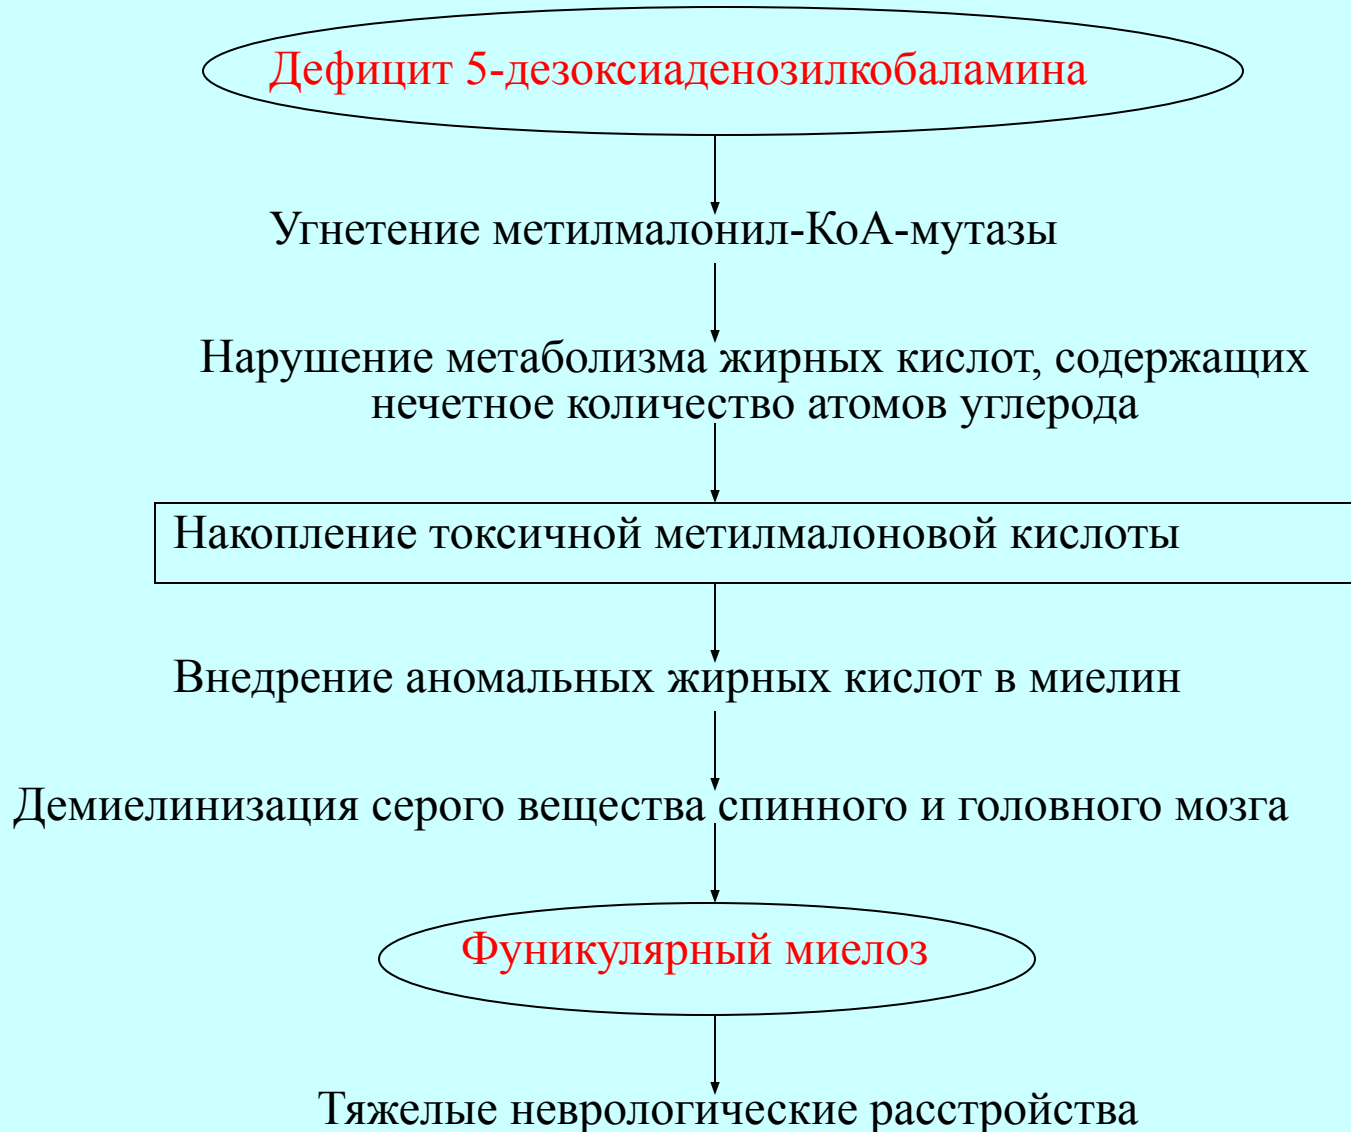 Дефицит 5-дезоксиаденозилкобаламина
Угнетение метилмалонил-КоА-мутазы
Нарушение метаболизма жирных кислот, содержащих
нечетное количество атомов углерода
Накопление токсичной метилмалоновой кислоты
Внедрение аномальных жирных кислот в миелин
Демиелинизация серого вещества спинного и головного мозга
Фуникулярный миелоз
Тяжелые неврологические расстройства